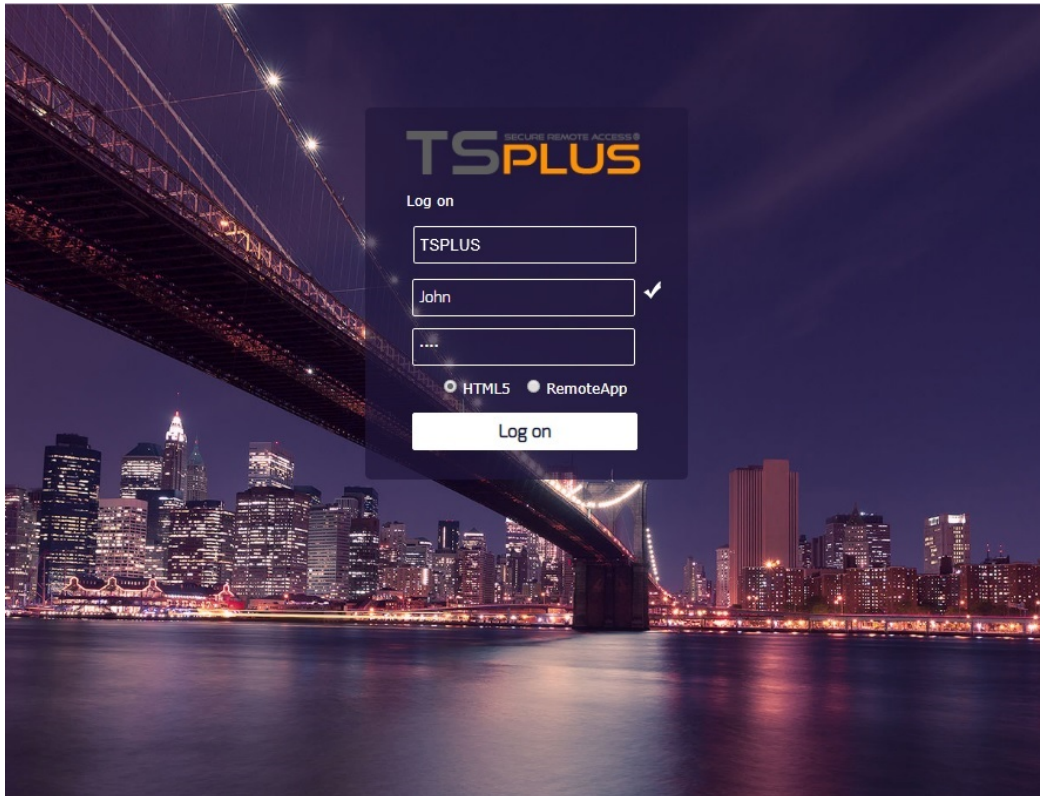 TSPLUS
SECURE REMOTE ACCESS®
Log on
TSPLUS
John
····
HTML5 RemoteApp
Log on